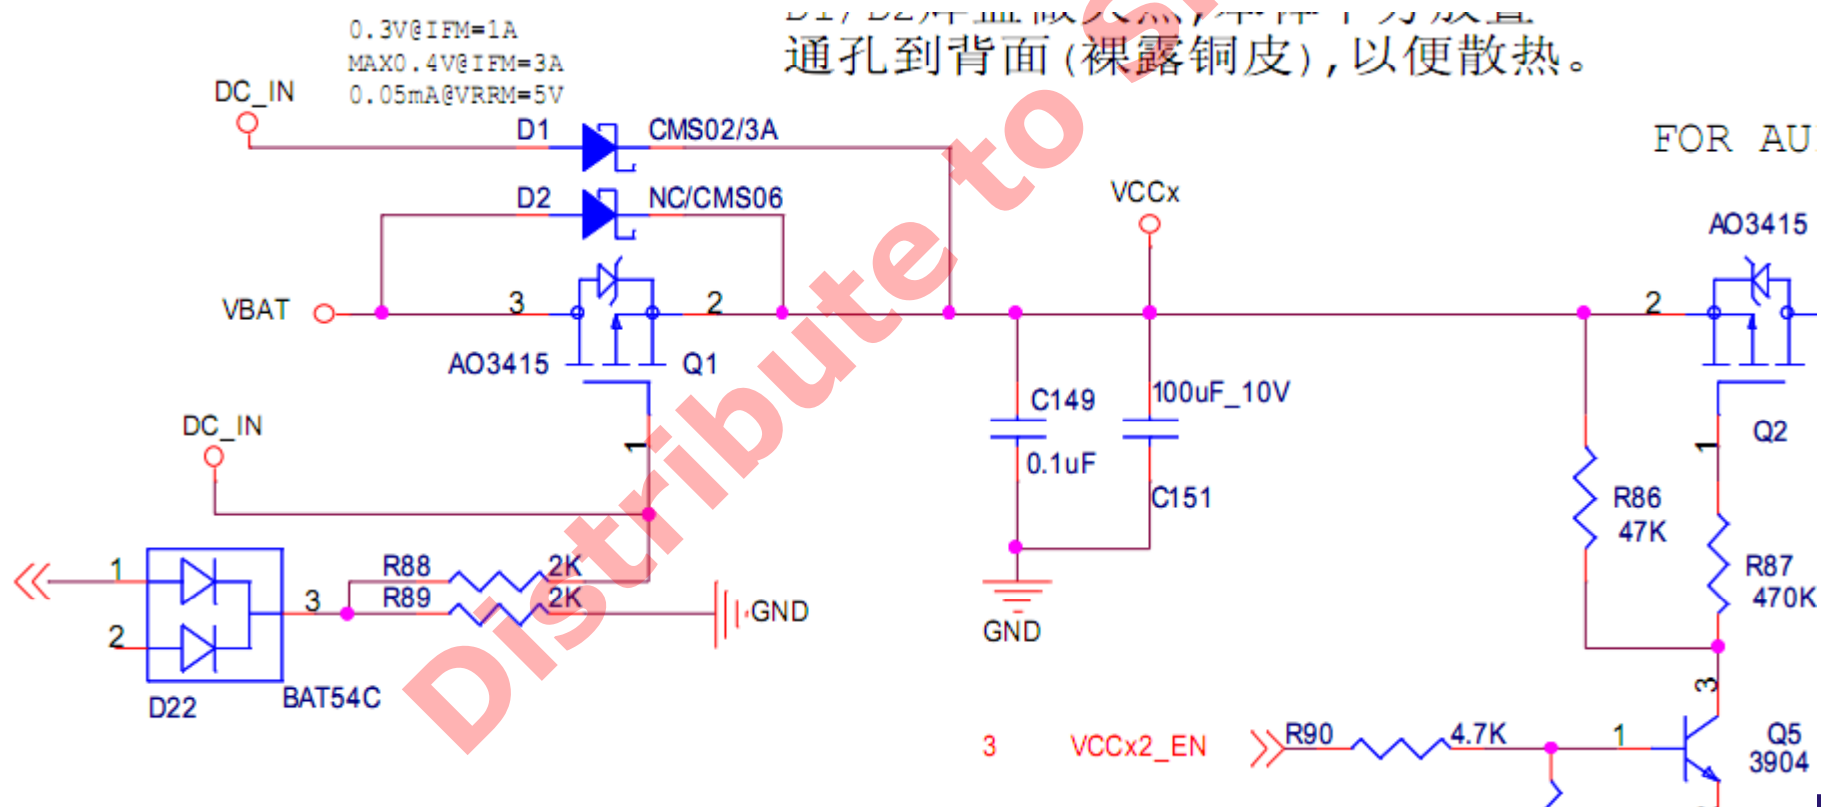 0.3V@IFM=1A
MAX0.4V@IFM=3A
0.05mA@VRRM=5V
通孔到背面(裸露铜皮),以便散热。
FOR AU
DC_IN
D1
CMS02/3A
D2
NC/CMS06
VCCx
AO3415
VBAT
3
2
2
AO3415
Q1
1
DC_IN
C149
0.1uF
100uF_10V
C151
GND
R86
47K
1
Q2
R87
470K
1
2
3
D22
BAT54C
R88
2K
R89
2K
GND
3
VCCx2_EN
R90
4.7K
1
3
Q5
3904
Distribute to